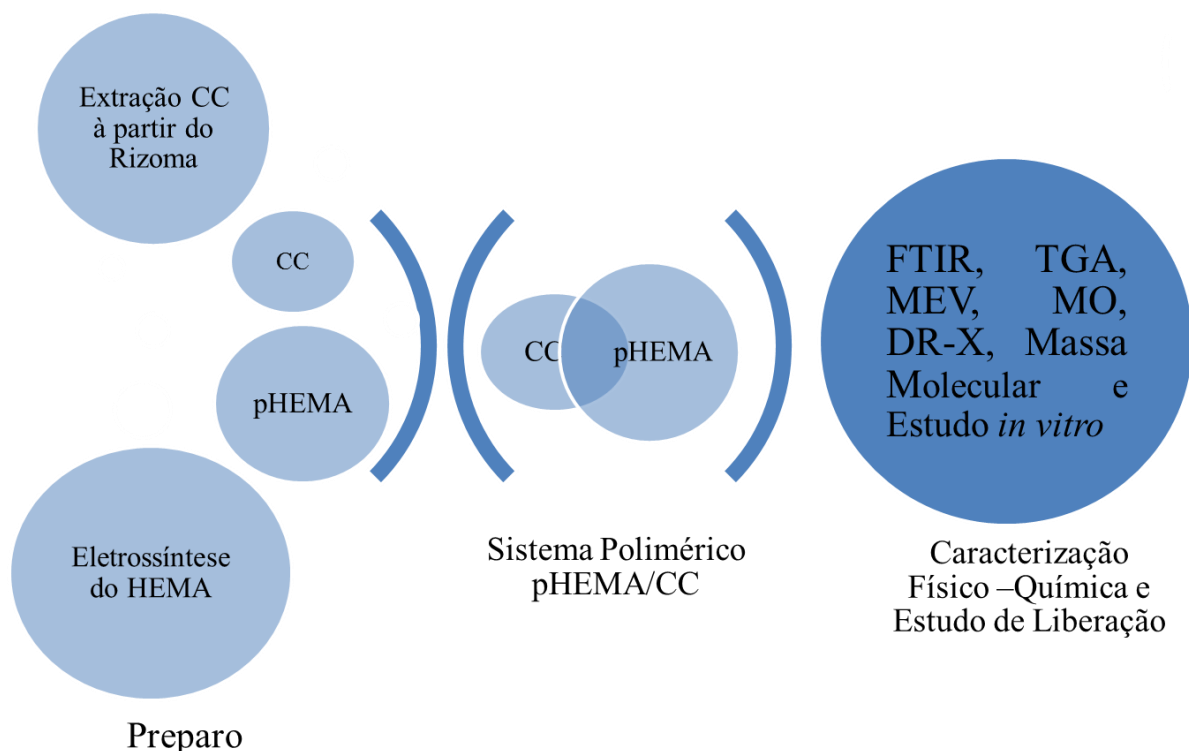 Extração CC
à partir do
Rizoma
CC
pHEMA
Eletrossíntese
do HEMA
Preparo
CC
pHEMA
Sistema Polimérico
pHEMA/CC
FTIR, TGA,
MEV, MO,
DR-X, Massa
Molecular e
Estudo in vitro
Caracterização
Físico –Química e
Estudo de Liberação